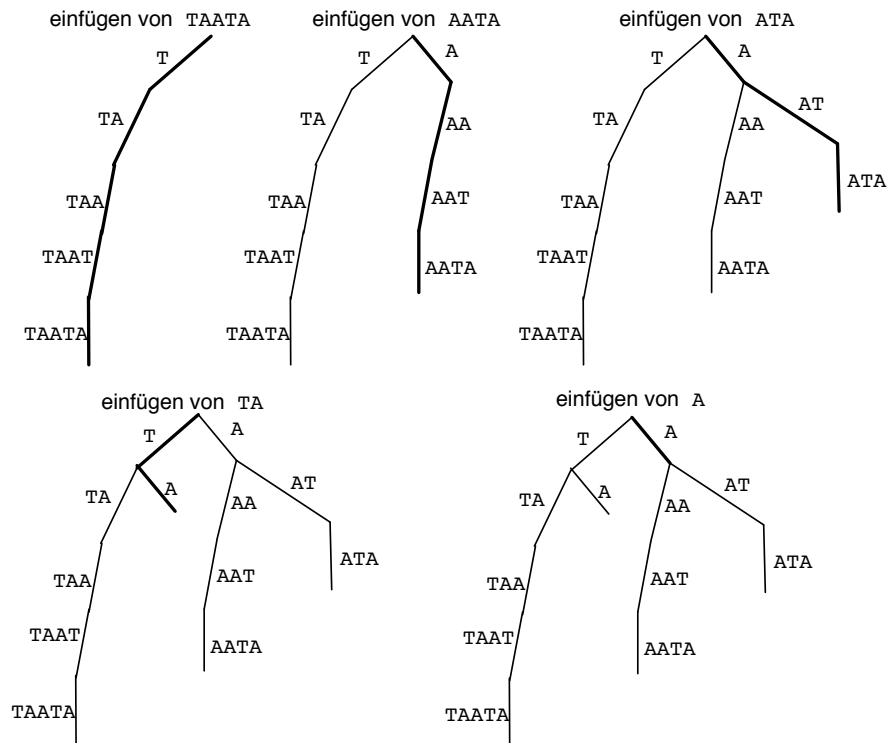 einfügen von TAATA
T
TA
TAA
TAAT
TAATA
einfügen von AATA
T
A
TA
AA
TAA
AAT
TAAT
AATA
TAATA
einfügen von ATA
T
A
AT
TA
AA
ATA
TAA
AAT
TAAT
AATA
TAATA
einfügen von TA
T
A
TA
A
AA
AT
TAA
AAT
ATA
TAAT
AATA
TAATA
einfügen von A
T
A
TA
A
AA
AT
TAA
AAT
ATA
TAAT
AATA
TAATA